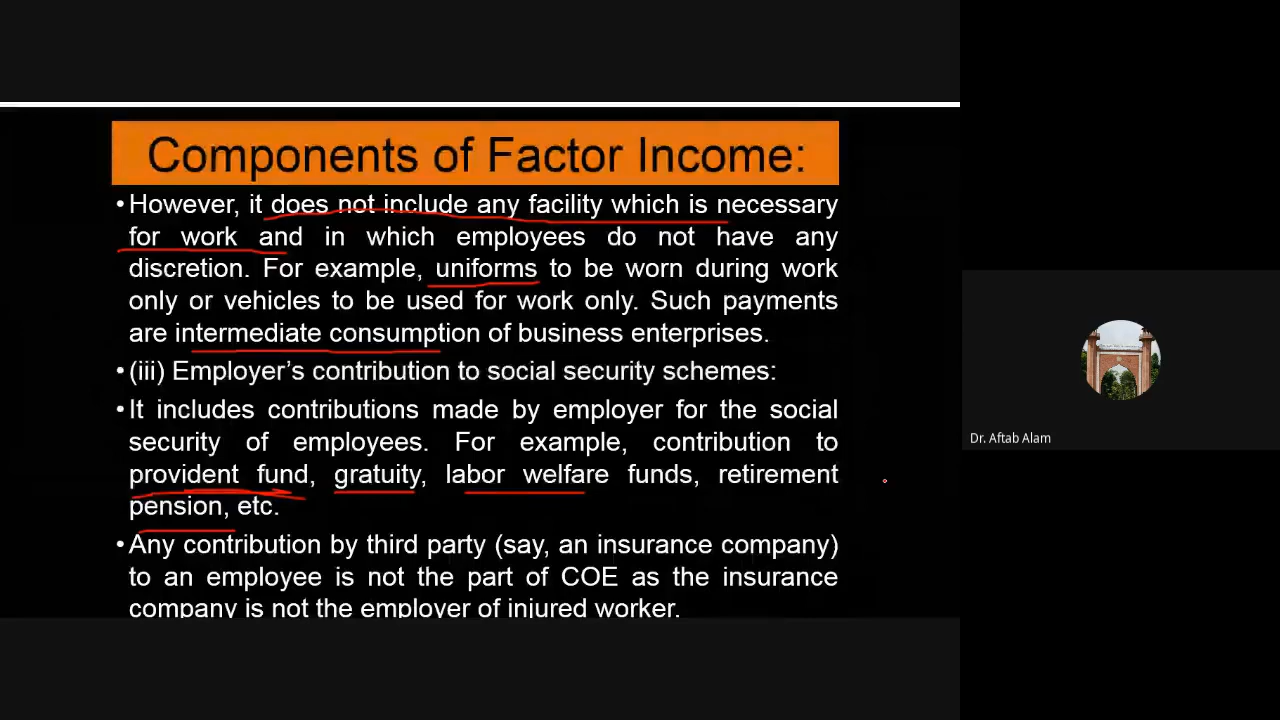 Components of Factor Income:
•However, it does not include any facility which is necessary
for work and in which employees do not have any
discretion. For example, uniforms to be worn during work
only or vehicles to be used for work only. Such payments
are intermediate consumption of business enterprises.
•(iii) Employer’s contribution to social security schemes:
•It includes contributions made by employer for the social
security of employees. For example, contribution to
provident fund, gratuity, labor welfare funds, retirement
pension, etc.
•Any contribution by third party (say, an insurance company)
to an employee is not the part of COE as the insurance
company is not the employer of injured worker.
Dr. Aftab Alam